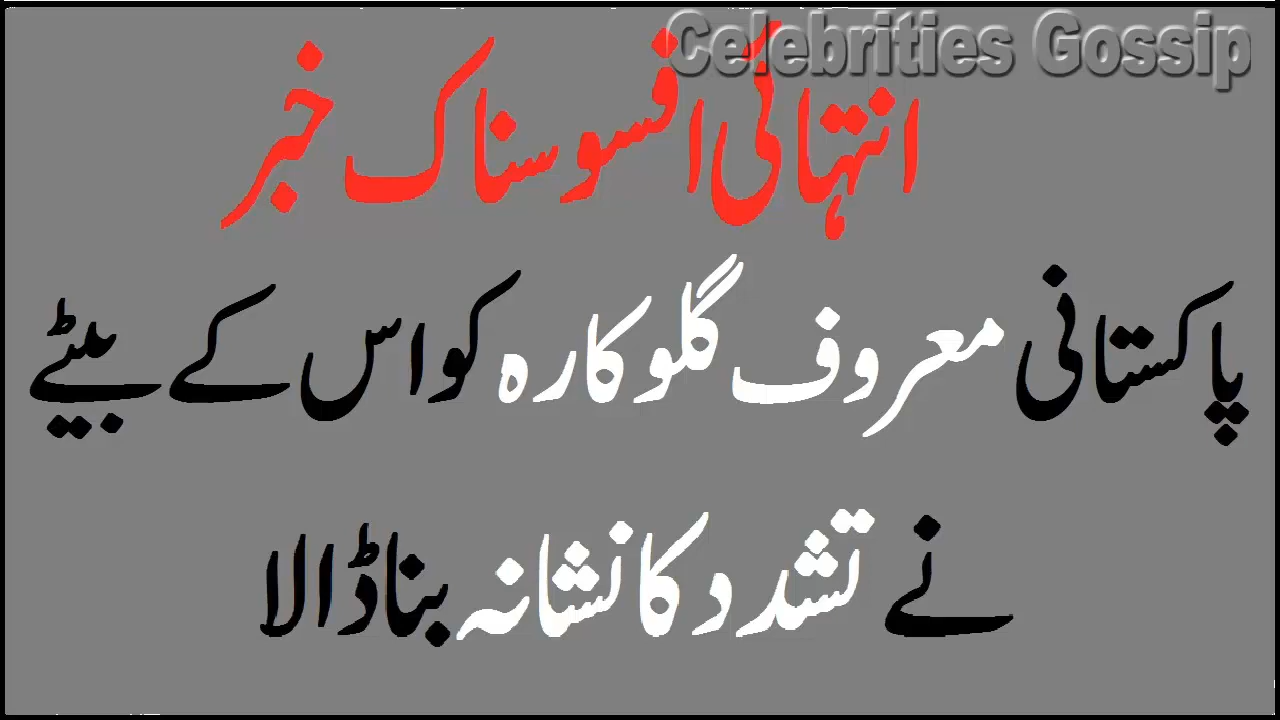 Celebrities Gossip
انتہائی افسوسناک خبر
پاکستانی معروف گلوکارہ کو اس کے بیٹے
نے تشدد کا نشانہ بنا ڈالا